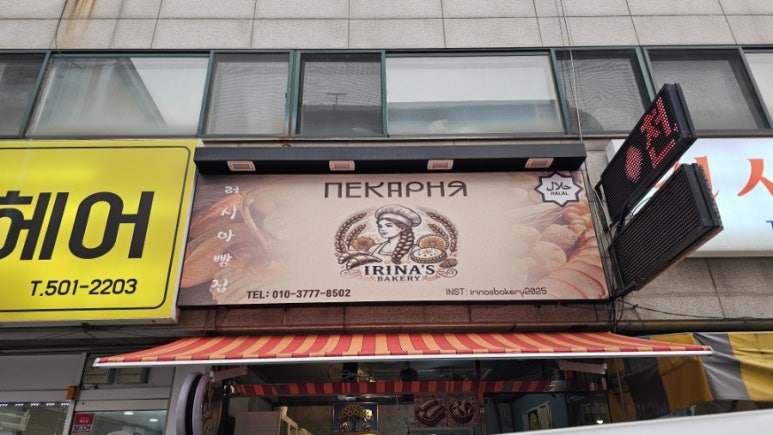 헤어
T.501-2203
러시아빵집
ПЕКАРНЯ
IRINA'S
BAKERY
TEL: 010-3777-8502
INST: irinasbakery2025
حلال
HALAL
전
시